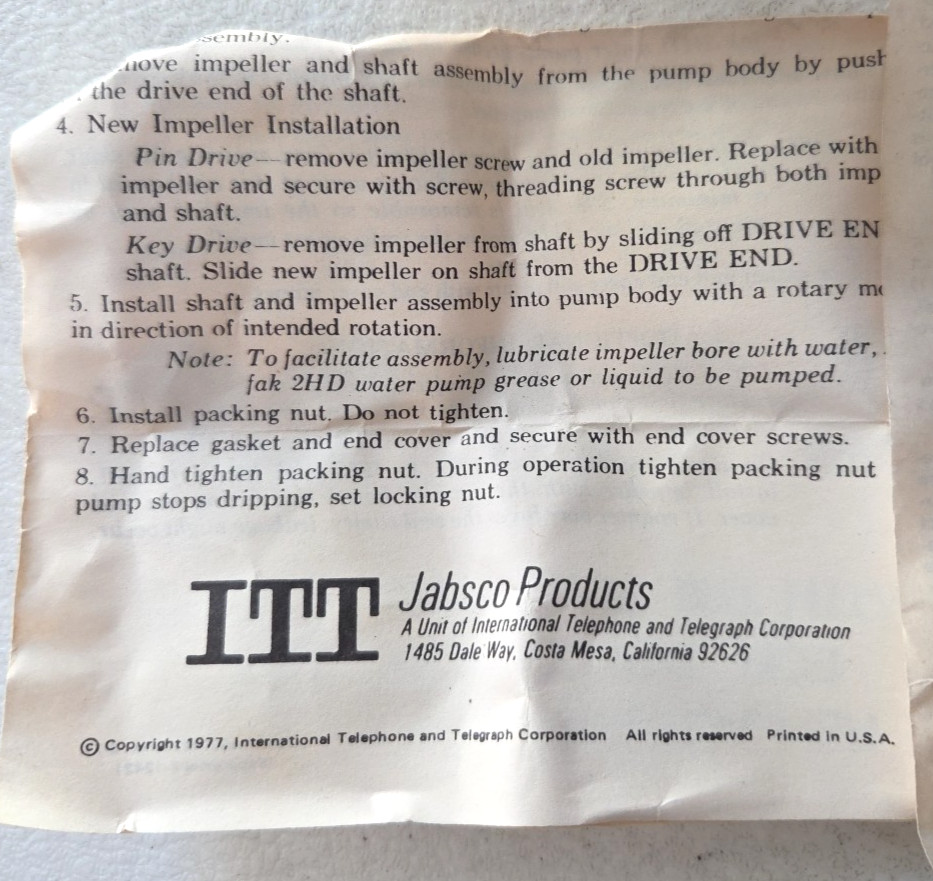 sembly.
move impeller and shaft assembly from the pump body by push
the drive end of the shaft.
4. New Impeller Installation
Pin Drive—remove impeller screw and old impeller. Replace with
impeller and secure with screw, threading screw through both imp
and shaft.
Key Drive—remove impeller from shaft by sliding off DRIVE EN
shaft. Slide new impeller on shaft from the DRIVE END.
5. Install shaft and impeller assembly into pump body with a rotary mo
in direction of intended rotation.
Note: To facilitate assembly, lubricate impeller bore with water,
fak 2HD water pump grease or liquid to be pumped.
6. Install packing nut. Do not tighten.
7. Replace gasket and end cover and secure with end cover screws.
8. Hand tighten packing nut. During operation tighten packing nut
pump stops dripping, set locking nut.
ITT Jabsco Products
A Unit of International Telephone and Telegraph Corporation
1485 Dale Way, Costa Mesa, California 92626
© Copyright 1977, International Telephone and Telegraph Corporation All rights reserved Printed in U.S.A.